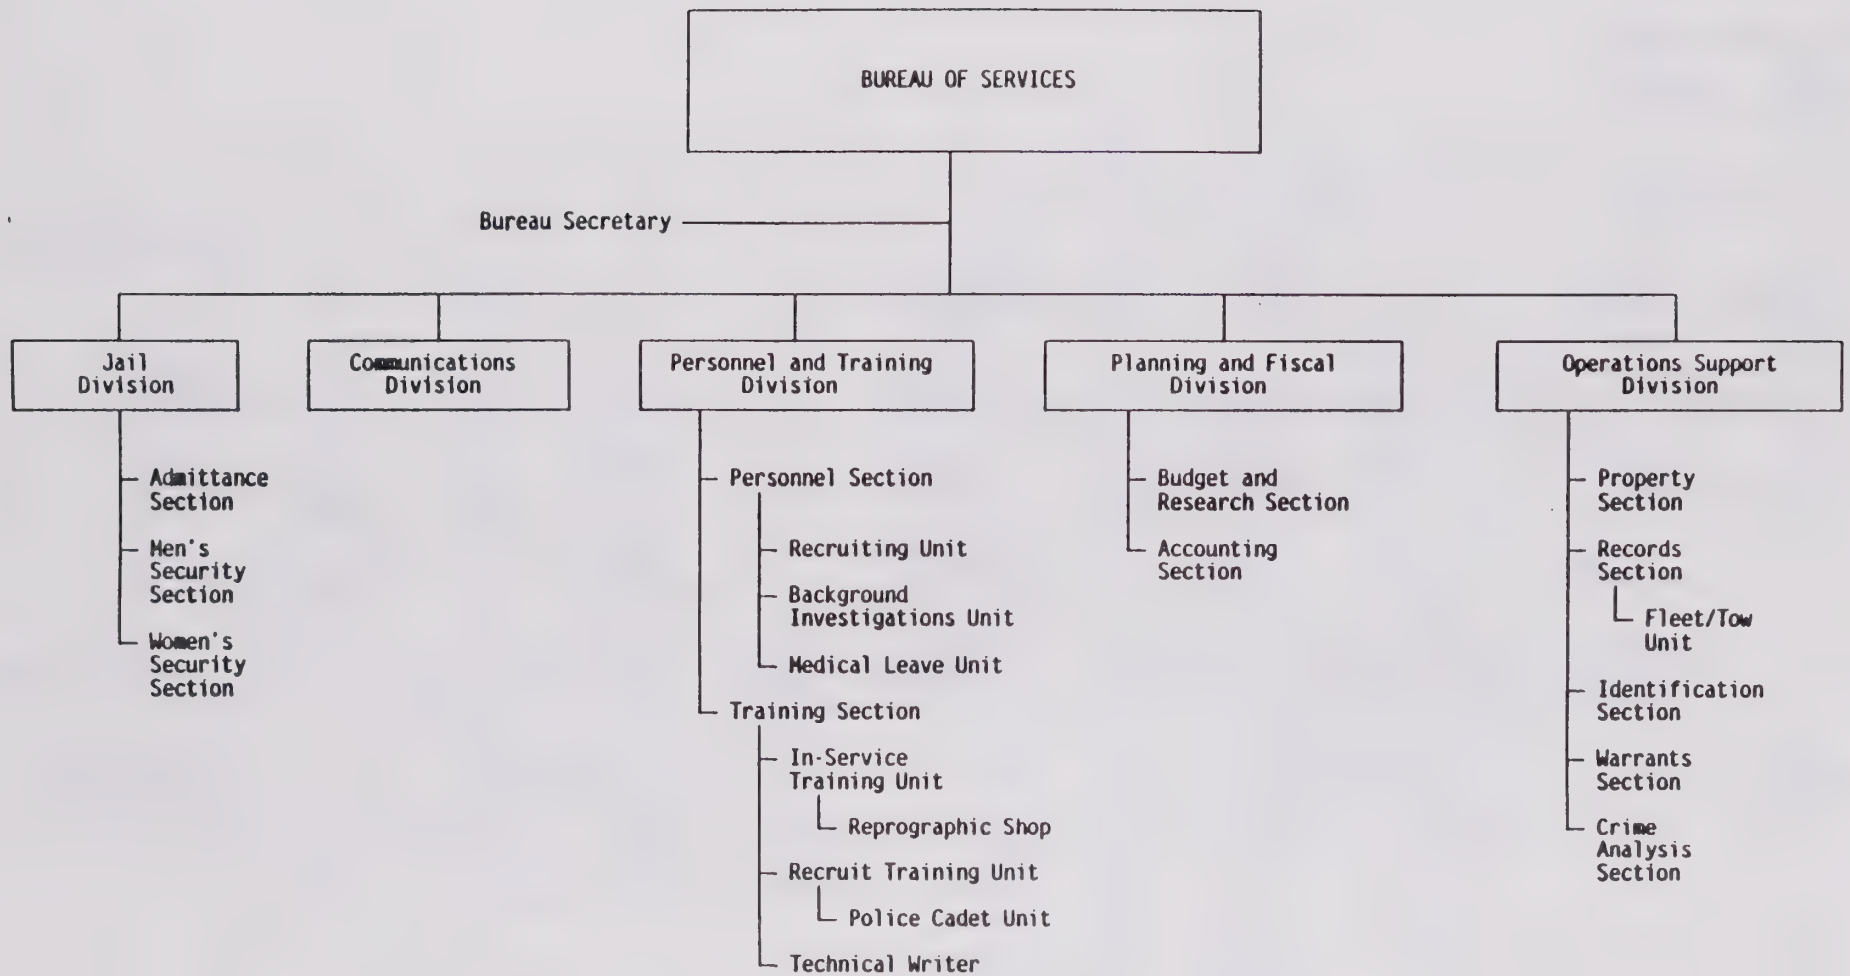 BUREAU OF SERVICES
Bureau Secretary
Jail
Division
Admittance
Section
Men's
Security
Section
Women's
Security
Section
Communications
Division
Personnel and Training
Division
Personnel Section
Recruiting Unit
Background
Investigations Unit
Medical Leave Unit
Training Section
In-Service
Training Unit
Reprographic Shop
Recruit Training Unit
Police Cadet Unit
Technical Writer
Planning and Fiscal
Division
Budget and
Research Section
Accounting
Section
Operations Support
Division
Property
Section
Records
Section
Fleet/Tow
Unit
Identification
Section
Warrants
Section
Crime
Analysis
Section